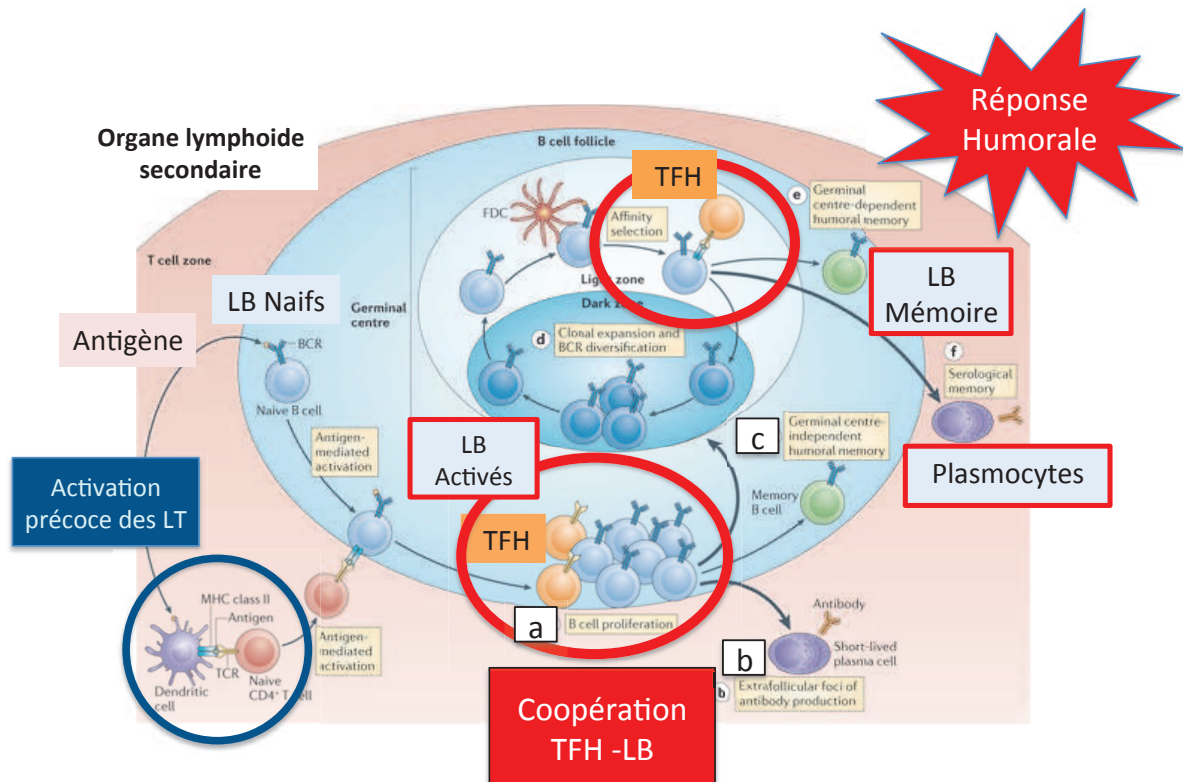 Réponse
Humorale
Organe lymphoide
secondaire
B cell follicle
TFH
FDC
Affinity
selection
e
Germinal
centre-dependent
humoral memory
T cell zone
LB Naifs
Germinal
centre
Light zone
Dark zone
LB
Mémoire
Antigène
BCR
d
Clonal expansion and
BCR diversification
f
Serological
memory
Naive B cell
Antigen-
mediated
activation
LB
Activés
c
Germinal centre-
independent
humoral memory
Plasmocytes
Activation
précoce des LT
TFH
Memory
B cell
MHC class II
Antigen
TCR
Dendritic
cell
Naive
CD4⁺ T cell
Antigen-
mediated
activation
a
B cell proliferation
Antibody
b
Short-lived
plasma cell
b
Extrafollicular foci of
antibody production
Coopération
TFH -LB